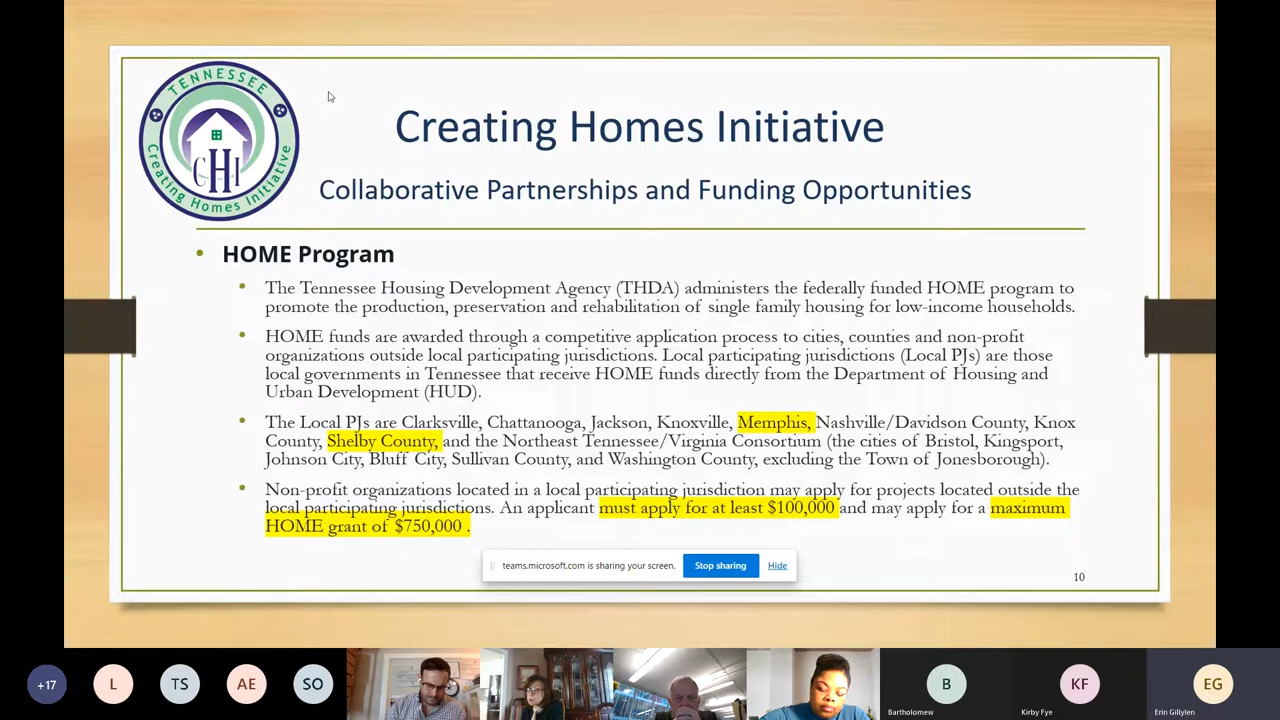 TENNESSEE
CHI
Creating Homes Initiative
Creating Homes Initiative
Collaborative Partnerships and Funding Opportunities
• HOME Program
• The Tennessee Housing Development Agency (THDA) administers the federally funded HOME program to
promote the production, preservation and rehabilitation of single family housing for low-income households.
• HOME funds are awarded through a competitive application process to cities, counties and non-profit
organizations outside local participating jurisdictions. Local participating jurisdictions (Local PJs) are those
local governments in Tennessee that receive HOME funds directly from the Department of Housing and
Urban Development (HUD).
• The Local PJs are Clarksville, Chattanooga, Jackson, Knoxville, Memphis, Nashville/Davidson County, Knox
County, Shelby County, and the Northeast Tennessee/Virginia Consortium (the cities of Bristol, Kingsport,
Johnson City, Bluff City, Sullivan County, and Washington County, excluding the Town of Jonesborough).
• Non-profit organizations located in a local participating jurisdiction may apply for projects located outside the
local participating jurisdictions. An applicant must apply for at least $100,000 and may apply for a maximum
HOME grant of $750,000 .
teams.microsoft.com is sharing your screen. Stop sharing Hide
10
+17 L TS AE SO B KF EG
Bartholomew Kirby Fye Erin Gillylen